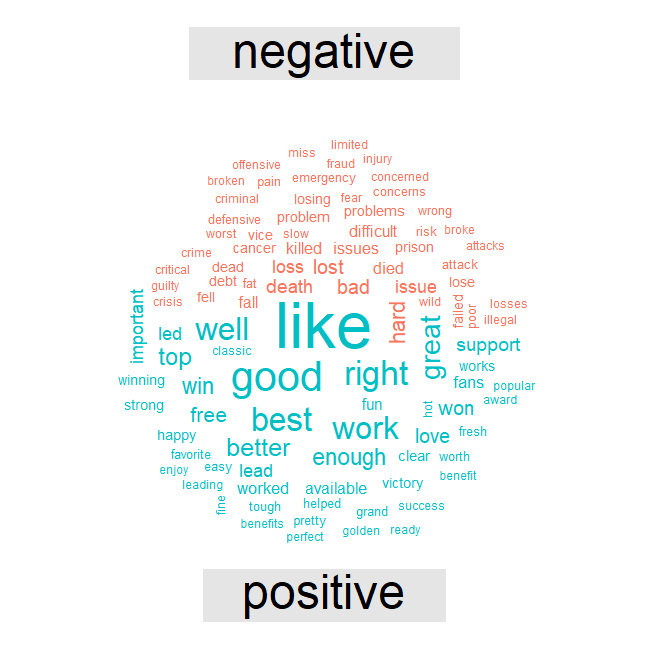 negative
limited
miss
injury
offensive
fraud
broken
pain
emergency
concerned
criminal
losing
fear
concerns
defensive
problem
problems
wrong
worst
vice
slow
difficult
risk
broke
crime
cancer
killed
issues
prison
attacks
critical
dead
loss
lost
died
attack
guilty
debt
fat
death
bad
issue
lose
crisis
fell
fall
hard
wild
failed
poor
losses
illegal
important
led
well
like
great
support
top
classic
works
winning
win
good
right
fans
popular
strong
free
best
fun
work
hot
won
award
happy
better
enough
love
fresh
favorite
enjoy
easy
lead
clear
worth
leading
worked
available
victory
benefit
fine
tough
helped
grand
success
benefits
pretty
perfect
golden
ready
positive